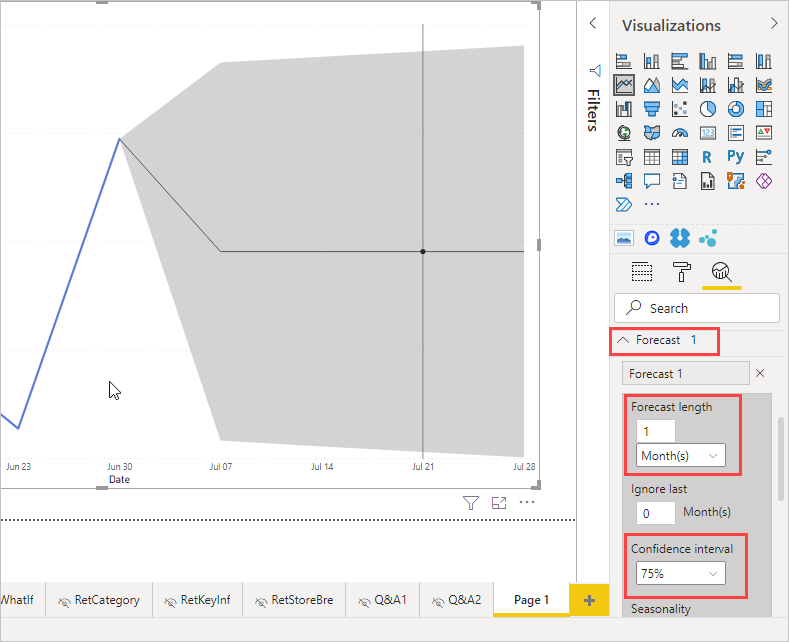 Jun 23
Jun 30
Jul 07
Jul 14
Jul 21
Jul 28
Date
WhatIf
RetCategory
RetKeyInf
RetStoreBre
Q&A1
Q&A2
Page 1
+
Filters
Visualizations
123
R
Py
Search
Forecast 1
Forecast 1
Forecast length
1
Month(s)
Ignore last
0 Month(s)
Confidence interval
75%
Seasonality